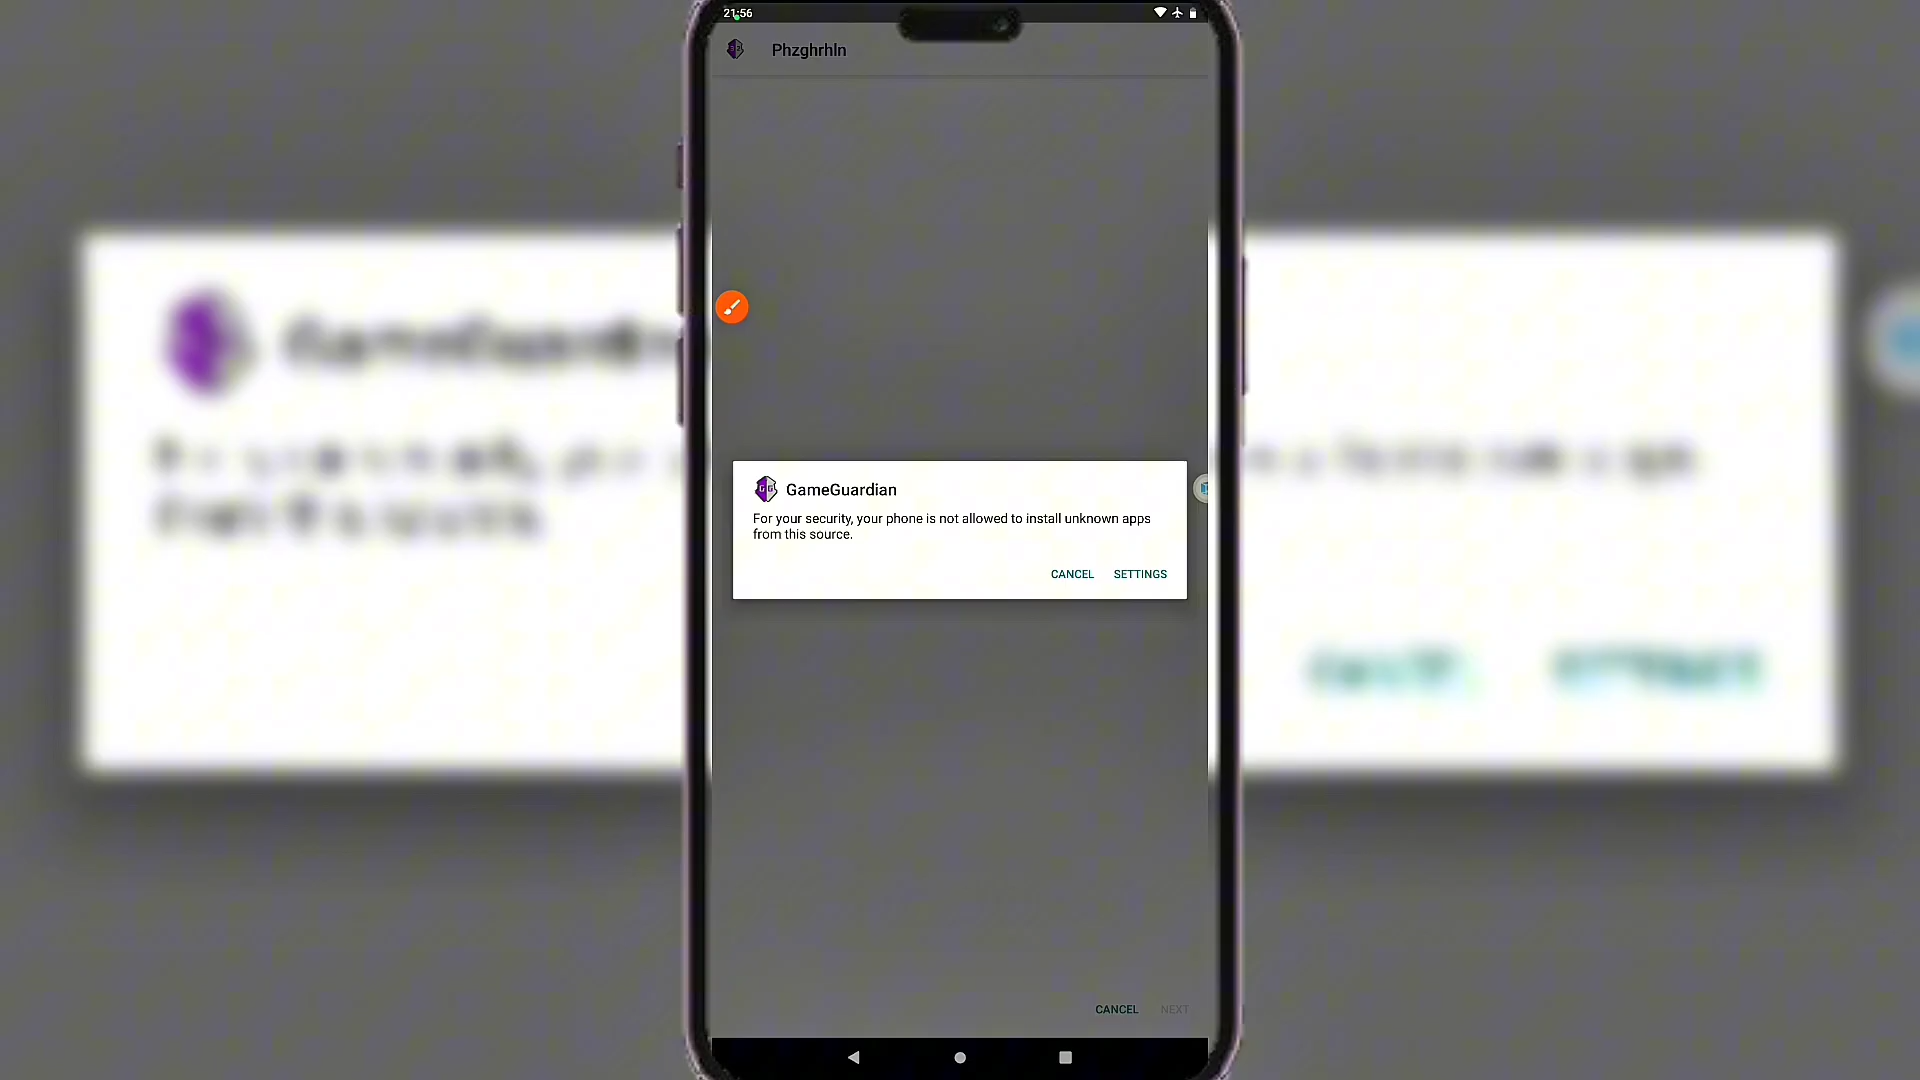 21:56
Phzghrhln
GameGuardian
For your security, your phone is not allowed to install unknown apps
from this source.
CANCEL SETTINGS
CANCEL NEXT